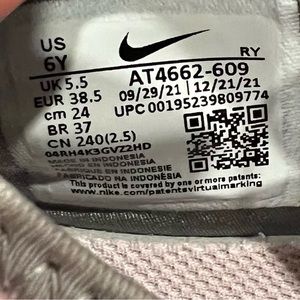 US
6Y
RY
UK 5.5
AT4662-609
EUR 38.5
09/29/21 | 12/21/21
cm 24
UPC 00195239809774
BR 37
CN 240(2.5)
04RH4K3GVZ2HD
MADE IN INDONESIA
FABRIQUE EN INDONESIE
FABRICADO EN INDONESIA
This product is covered by one or more
www.nike.com/patentsvirtualmarking